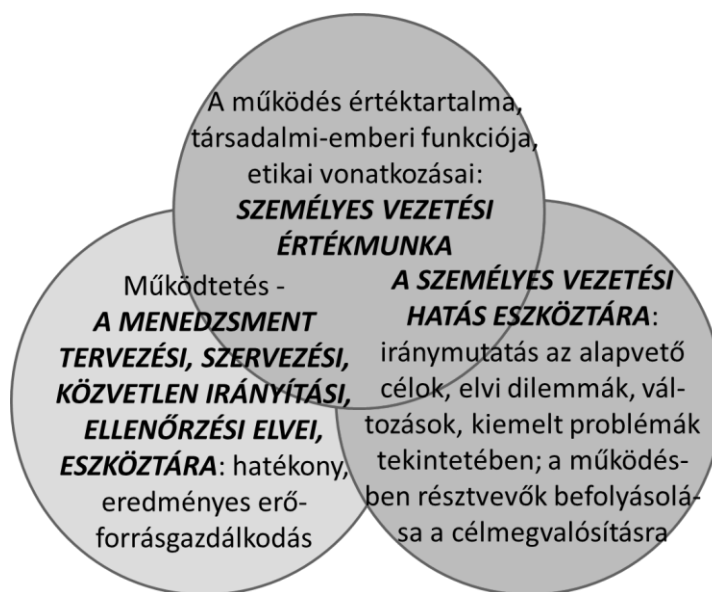 A működés értéktartalma,
társadalmi-emberi funkciója,
etikai vonatkozásai:
SZEMÉLYES VEZETÉSI
ÉRTÉKMUNKA
Működtetés -
A MENEDZSMENT
TERVEZÉSI, SZERVEZÉSI,
KÖZVETLEN IRÁNYÍTÁSI,
ELLENŐRZÉSI ELVEI,
ESZKÖZTÁRA: hatékony,
eredményes erő-
forrásgazdálkodás
A SZEMÉLYES VEZETÉSI
HATÁS ESZKÖZTÁRA:
iránymutatás az alapvető
célok, elvi dilemmák, vál-
tozások, kiemelt problémák
tekintetében; a működés-
ben résztvevők befolyásolá-
sa a célmegvalósításra